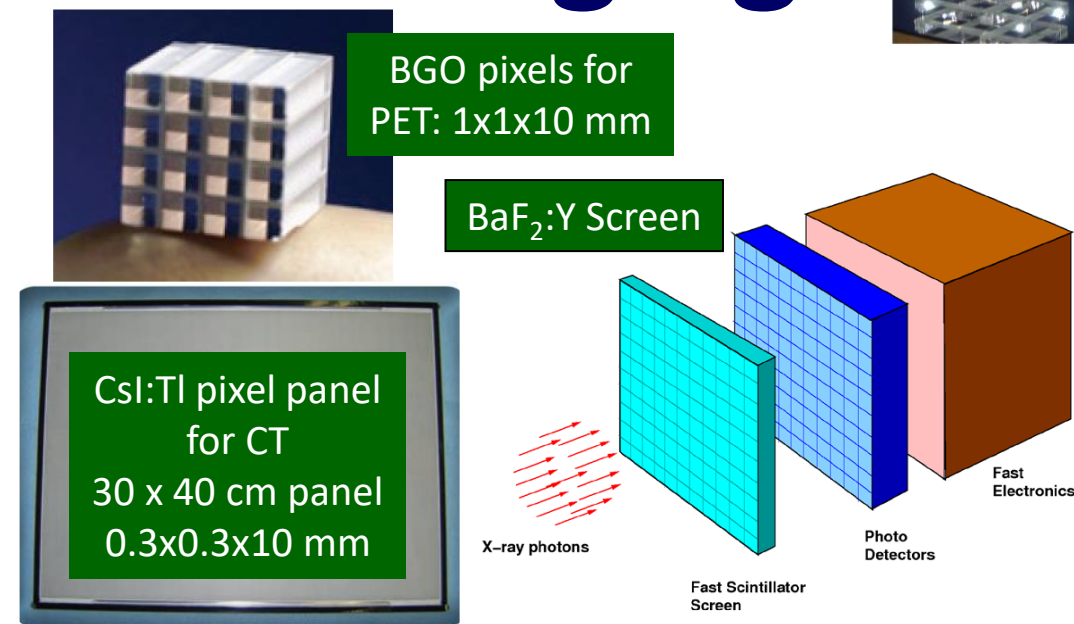 BGO pixels for
PET: 1x1x10 mm
BaF₂:Y Screen
CsI:Tl pixel panel
for CT
30 x 40 cm panel
0.3x0.3x10 mm
X-ray photons
Fast Scintillator
Screen
Photo
Detectors
Fast
Electronics